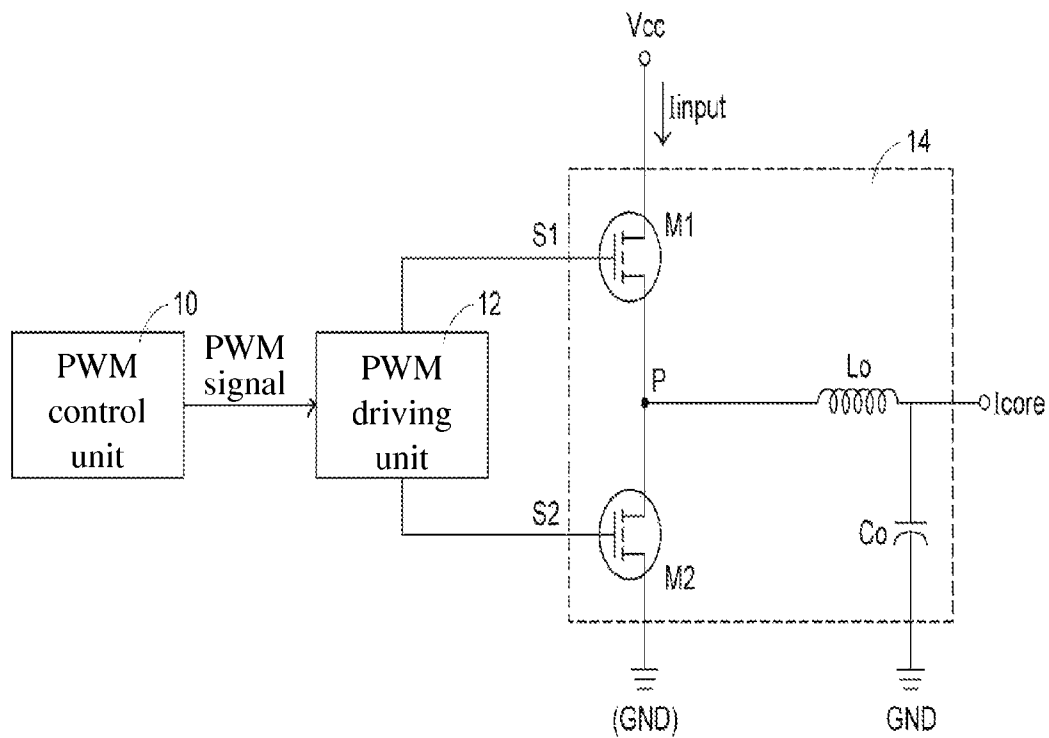 Vcc
Iinput
14
M1
S1
10
12
PWM
control
unit
PWM
signal
PWM
driving
unit
P
Lo
Icore
S2
M2
Co
(GND)
GND